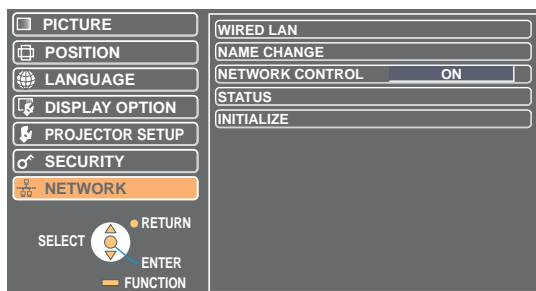 PICTURE
POSITION
LANGUAGE
DISPLAY OPTION
PROJECTOR SETUP
SECURITY
NETWORK
RETURN
SELECT
ENTER
FUNCTION
WIRED LAN
NAME CHANGE
NETWORK CONTROL ON
STATUS
INITIALIZE